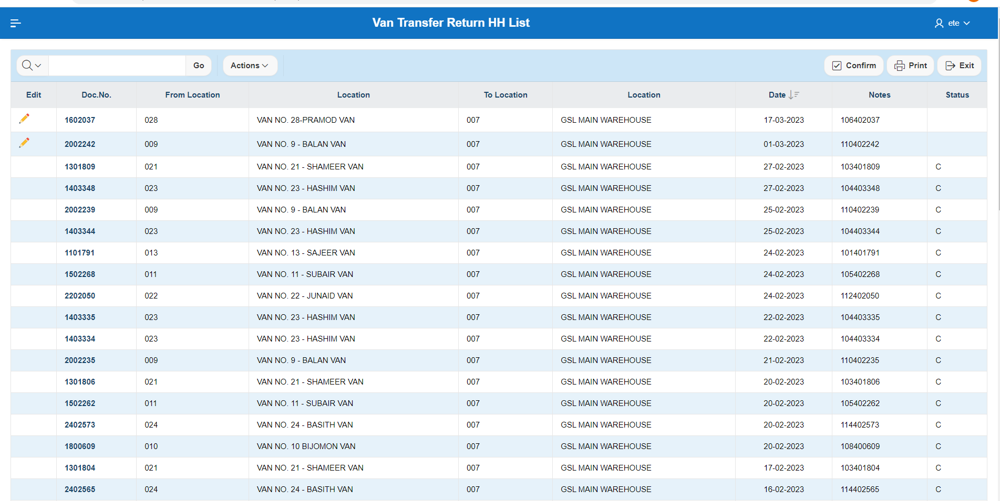 Van Transfer Return HH List
ete
Go Actions Confirm Print Exit
Edit Doc.No. From Location Location To Location Location Date Notes Status
1602037 028 VAN NO. 28-PRAMOD VAN 007 GSL MAIN WAREHOUSE 17-03-2023 106402037
2002242 009 VAN NO. 9 - BALAN VAN 007 GSL MAIN WAREHOUSE 01-03-2023 110402242
1301809 021 VAN NO. 21 - SHAMEER VAN 007 GSL MAIN WAREHOUSE 27-02-2023 103401809 C
1403348 023 VAN NO. 23 - HASHIM VAN 007 GSL MAIN WAREHOUSE 27-02-2023 104403348 C
2002239 009 VAN NO. 9 - BALAN VAN 007 GSL MAIN WAREHOUSE 25-02-2023 110402239 C
1403344 023 VAN NO. 23 - HASHIM VAN 007 GSL MAIN WAREHOUSE 25-02-2023 104403344 C
1101791 013 VAN NO. 13 - SAJEER VAN 007 GSL MAIN WAREHOUSE 24-02-2023 101401791 C
1502268 011 VAN NO. 11 - SUBAIR VAN 007 GSL MAIN WAREHOUSE 24-02-2023 105402268 C
2202050 022 VAN NO. 22 - JUNAID VAN 007 GSL MAIN WAREHOUSE 24-02-2023 112402050 C
1403335 023 VAN NO. 23 - HASHIM VAN 007 GSL MAIN WAREHOUSE 22-02-2023 104403335 C
1403334 023 VAN NO. 23 - HASHIM VAN 007 GSL MAIN WAREHOUSE 22-02-2023 104403334 C
2002235 009 VAN NO. 9 - BALAN VAN 007 GSL MAIN WAREHOUSE 21-02-2023 110402235 C
1301806 021 VAN NO. 21 - SHAMEER VAN 007 GSL MAIN WAREHOUSE 20-02-2023 103401806 C
1502262 011 VAN NO. 11 - SUBAIR VAN 007 GSL MAIN WAREHOUSE 20-02-2023 105402262 C
2402573 024 VAN NO. 24 - BASITH VAN 007 GSL MAIN WAREHOUSE 20-02-2023 114402573 C
1800609 010 VAN NO. 10 BIJOMON VAN 007 GSL MAIN WAREHOUSE 20-02-2023 108400609 C
1301804 021 VAN NO. 21 - SHAMEER VAN 007 GSL MAIN WAREHOUSE 17-02-2023 103401804 C
2402565 024 VAN NO. 24 - BASITH VAN 007 GSL MAIN WAREHOUSE 16-02-2023 114402565 C